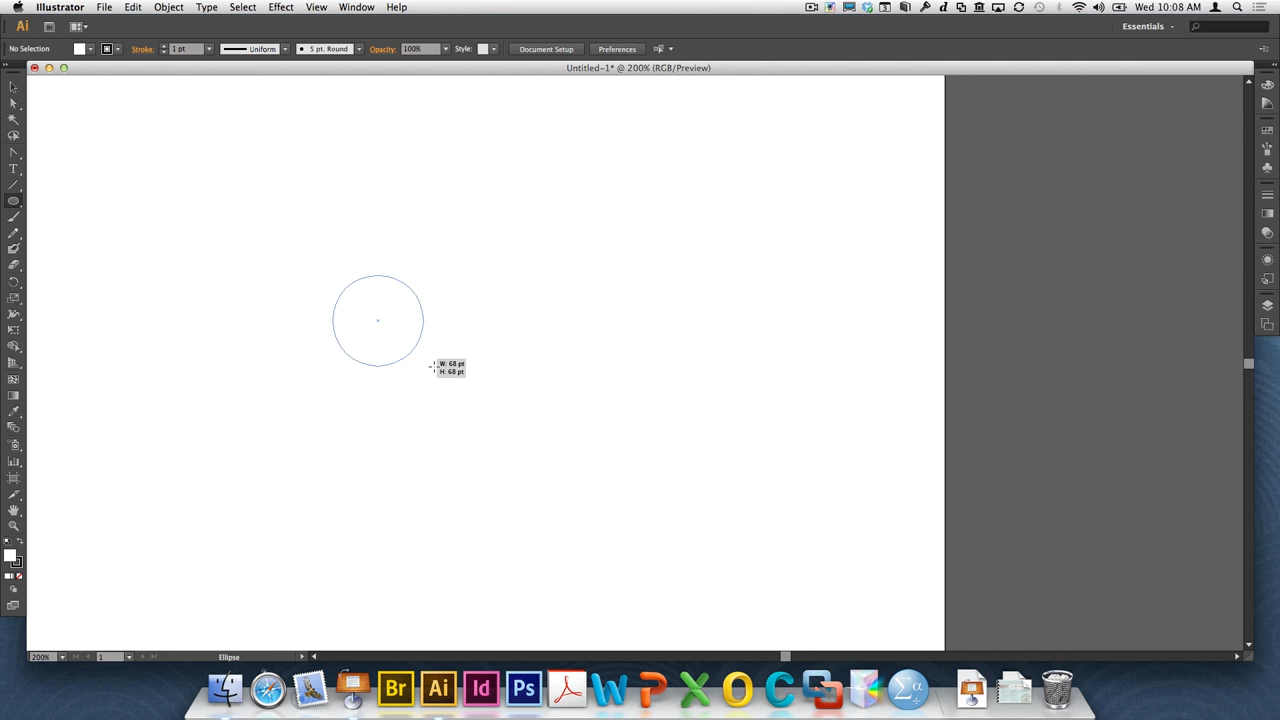 Illustrator File Edit Object Type Select Effect View Window Help Wed 10:08 AM
Ai Essentials
No Selection Stroke: 1 pt Uniform 5 pt. Round Opacity: 100% Style: Document Setup Preferences
Untitled-1* @ 200% (RGB/Preview)
T
W: 68 pt
H: 68 pt
200% 1 Ellipse
Br Ai Id Ps W P X O C Σα